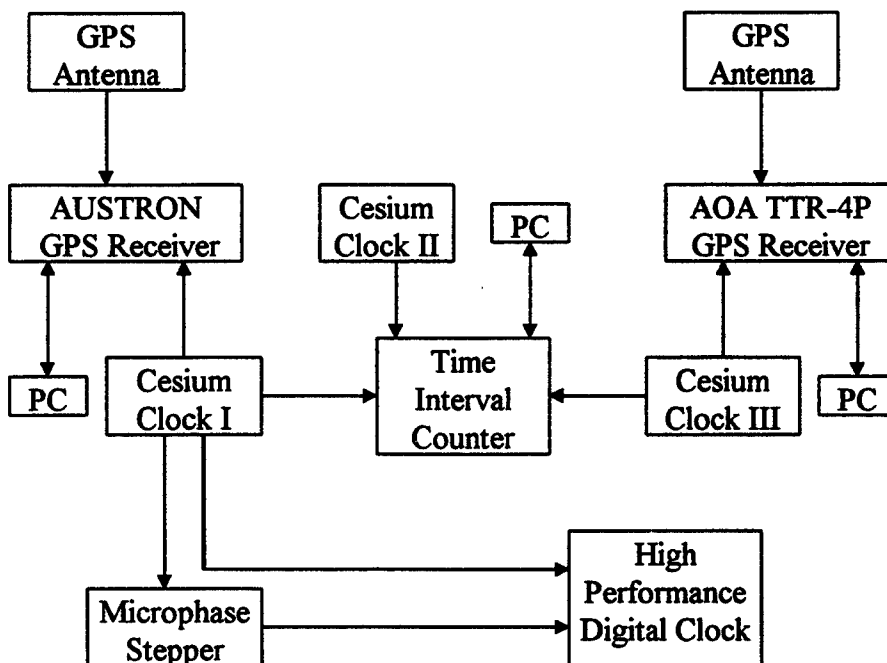 GPS
Antenna
GPS
Antenna
AUSTRON
GPS Receiver
Cesium
Clock II
PC
AOA TTR-4P
GPS Receiver
PC
Cesium
Clock I
Time
Interval
Counter
Cesium
Clock III
PC
Microphase
Stepper
High
Performance
Digital Clock